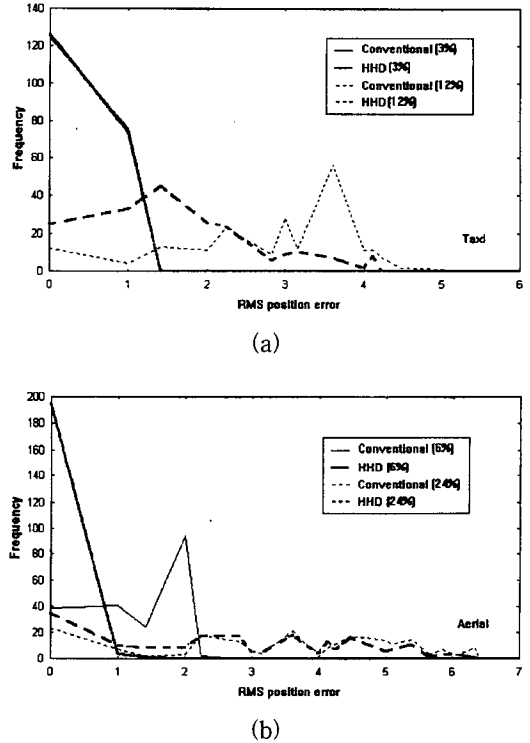 140
120
100
80
60
40
20
0
Frequency
Conventional (3%)
HHD (3%)
Conventional (12%)
HHD (12%)
Taxi
0 1 2 3 4 5 6
RMS position error
(a)
200
180
160
140
120
100
80
60
40
20
0
Frequency
Conventional (6%)
HHD (6%)
Conventional (24%)
HHD (24%)
Aerial
0 1 2 3 4 5 6 7
RMS position error
(b)